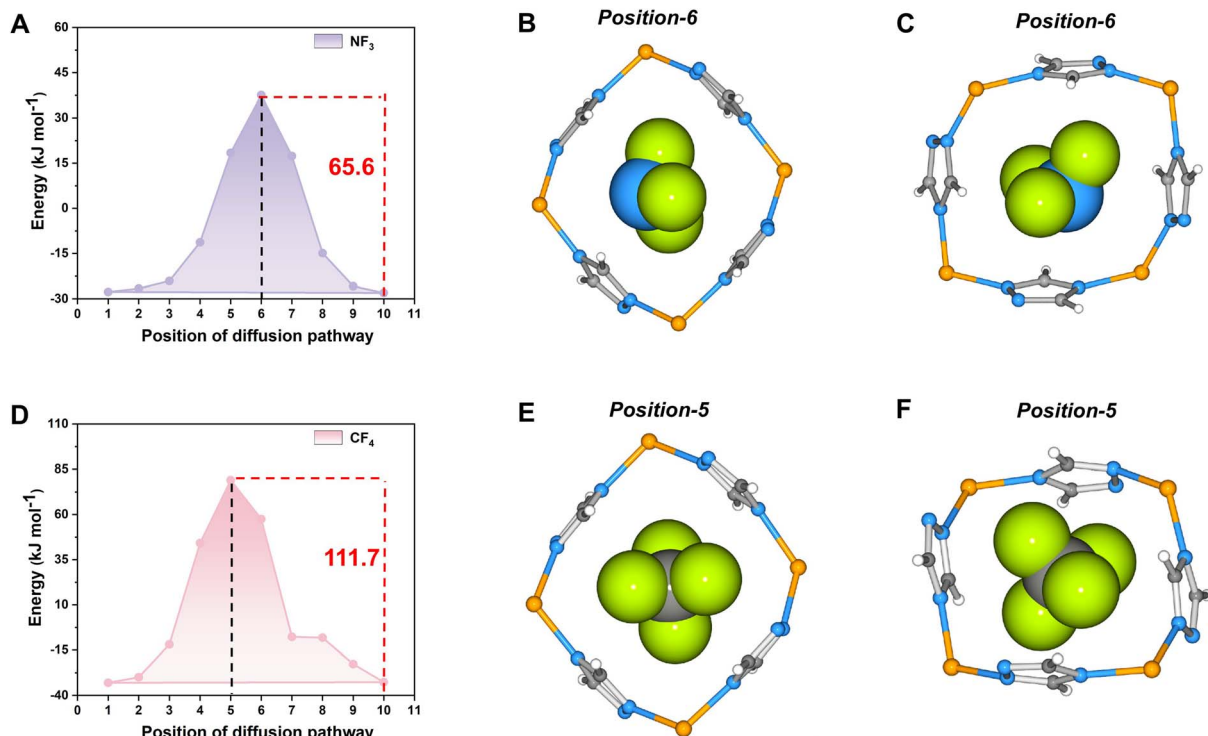 A
60
45
30
15
0
-15
-30
Energy (kJ mol⁻¹)
NF₃
65.6
0 1 2 3 4 5 6 7 8 9 10 11
Position of diffusion pathway
B
Position-6
C
Position-6
D
110
85
60
35
10
-15
-40
Energy (kJ mol⁻¹)
CF₄
111.7
0 1 2 3 4 5 6 7 8 9 10 11
Position of diffusion pathway
E
Position-5
F
Position-5